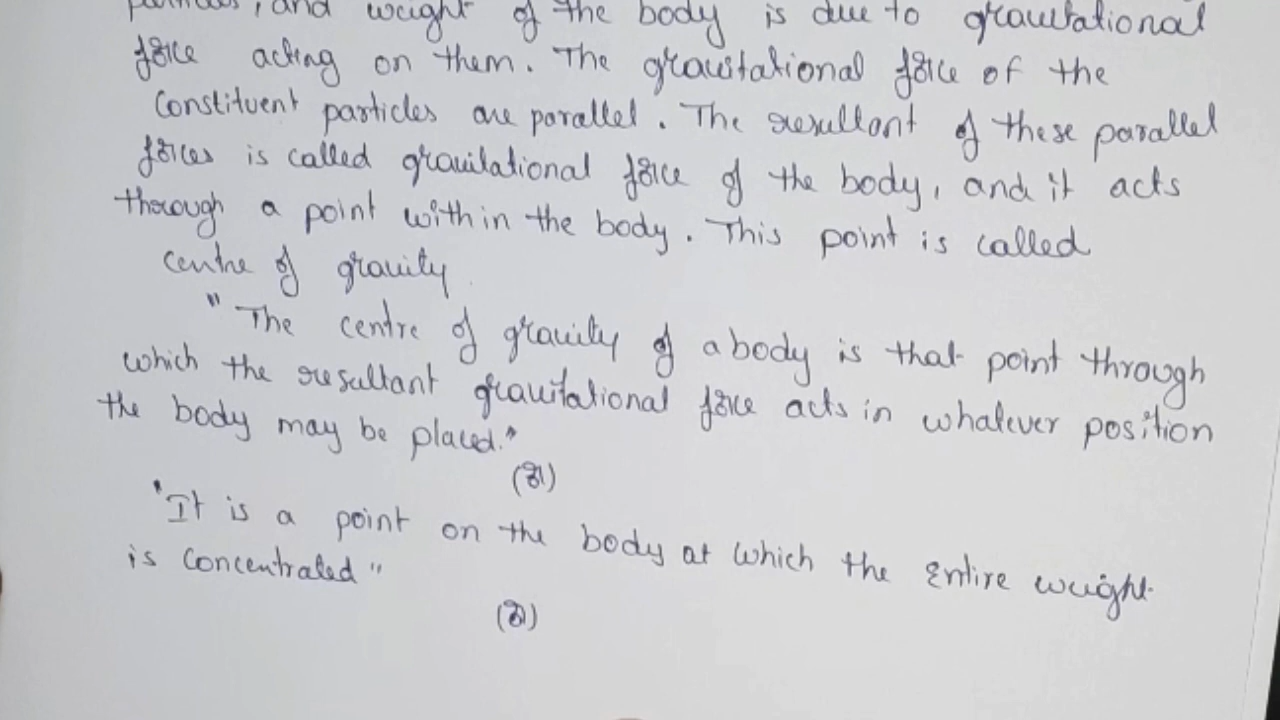 particles, and weight of the body is due to gravitational
force acting on them. The gravitational force of the
Constituent particles are parallel. The resultant of these parallel
forces is called gravitational force of the body, and it acts
through a point within the body. This point is called
centre of gravity
"The centre of gravity of a body is that point through
which the resultant gravitational force acts in whatever position
the body may be placed."
(or)
"It is a point on the body at which the Entire weight
is Concentrated"
(or)